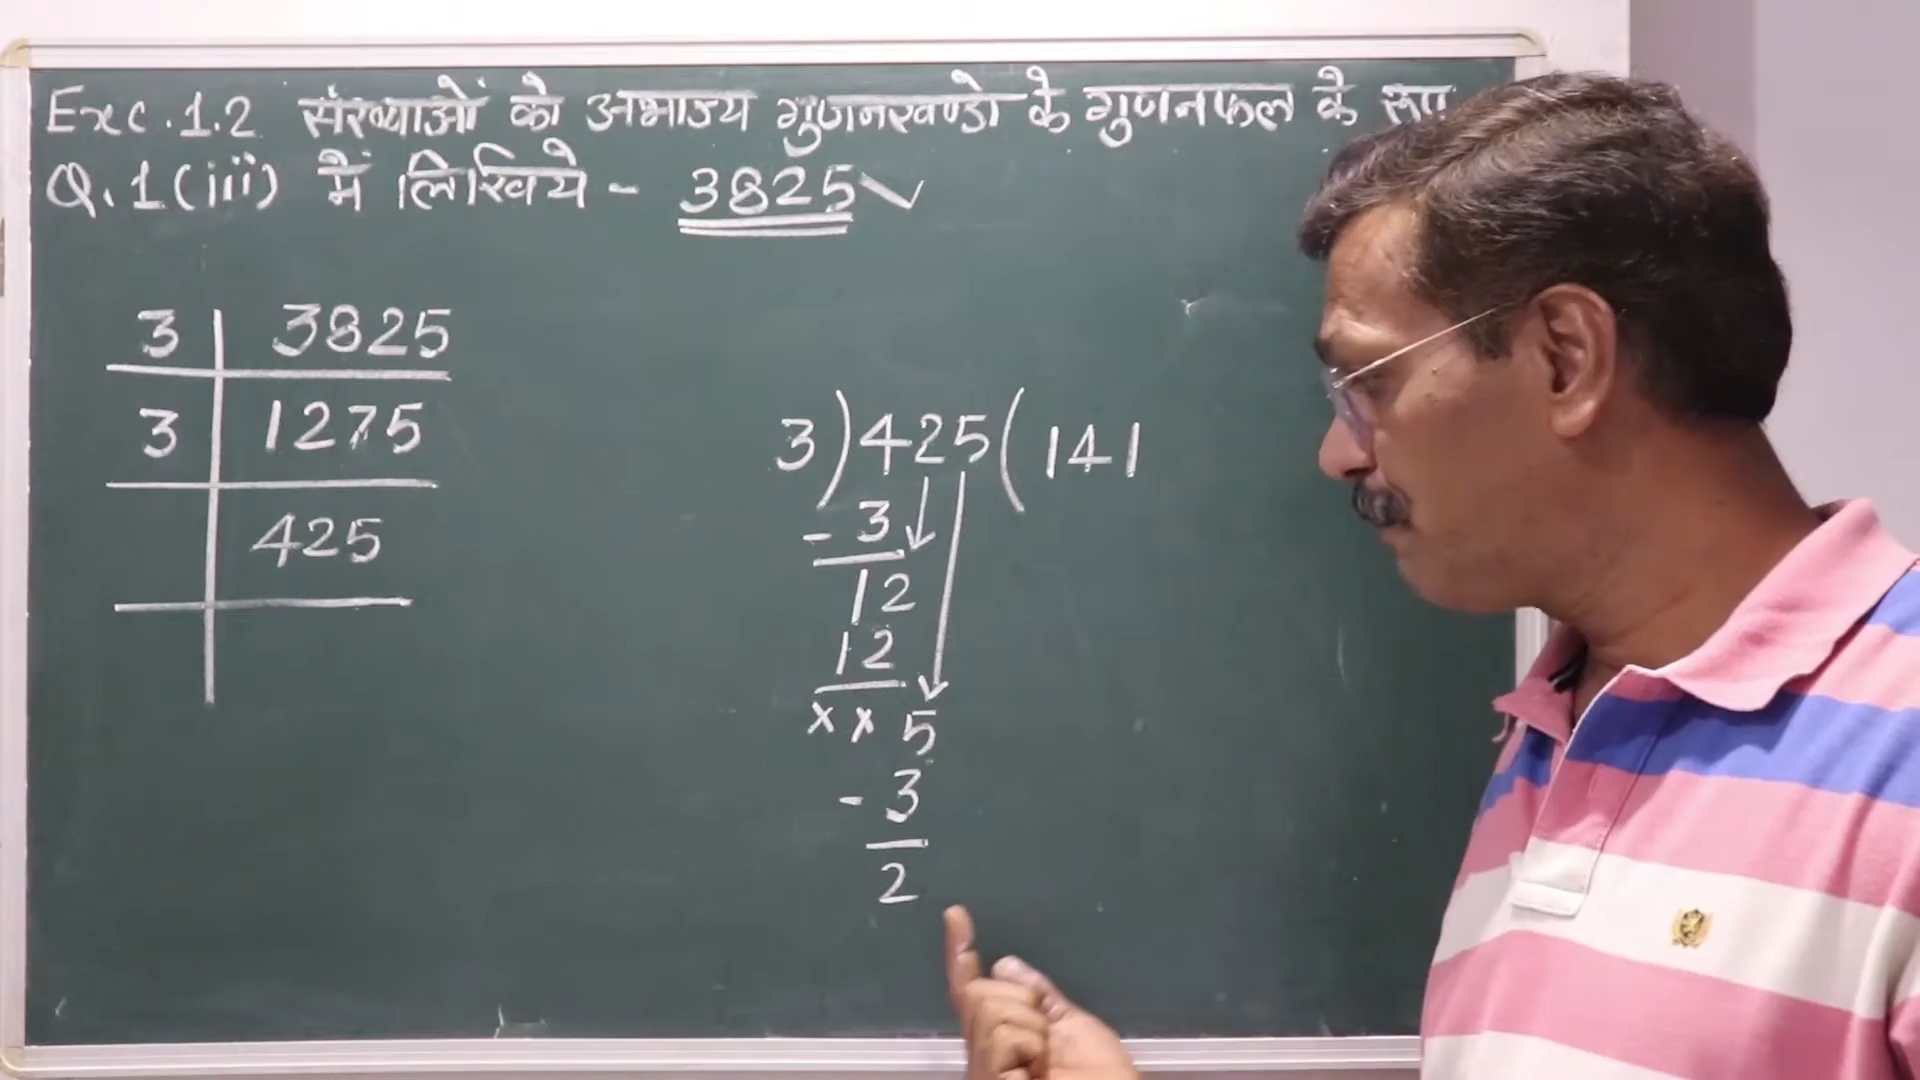 Exc. 1.2 संख्याओं को अभाज्य गुणनखण्डो के गुणनफल के रूप
Q. 1 (iii) में लिखिये - 3825
3 | 3825
3 | 1275
425
3 ) 425 ( 141
- 3
12
12
x x 5
- 3
2